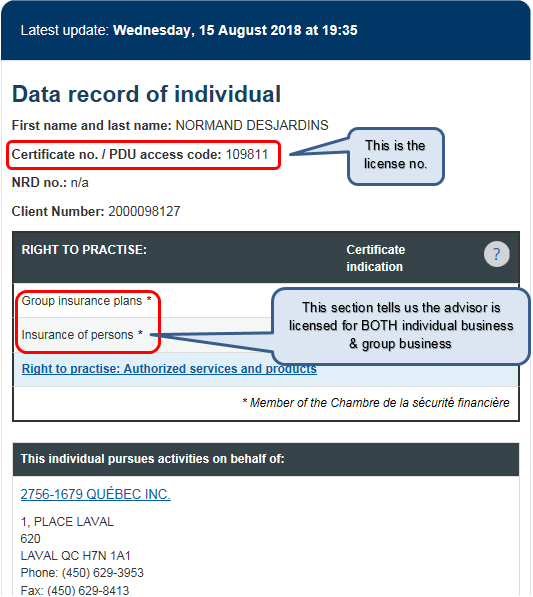 Latest update: Wednesday, 15 August 2018 at 19:35
Data record of individual
First name and last name: NORMAND DESJARDINS
Certificate no. / PDU access code: 109811
This is the
license no.
NRD no.: n/a
Client Number: 2000098127
RIGHT TO PRACTISE:
Certificate
indication
?
Group insurance plans *
Insurance of persons *
This section tells us the advisor is
licensed for BOTH individual business
& group business
Right to practise: Authorized services and products
* Member of the Chambre de la sécurité financière
This individual pursues activities on behalf of:
2756-1679 QUÉBEC INC.
1, PLACE LAVAL
620
LAVAL QC H7N 1A1
Phone: (450) 629-3953
Fax: (450) 629-8413